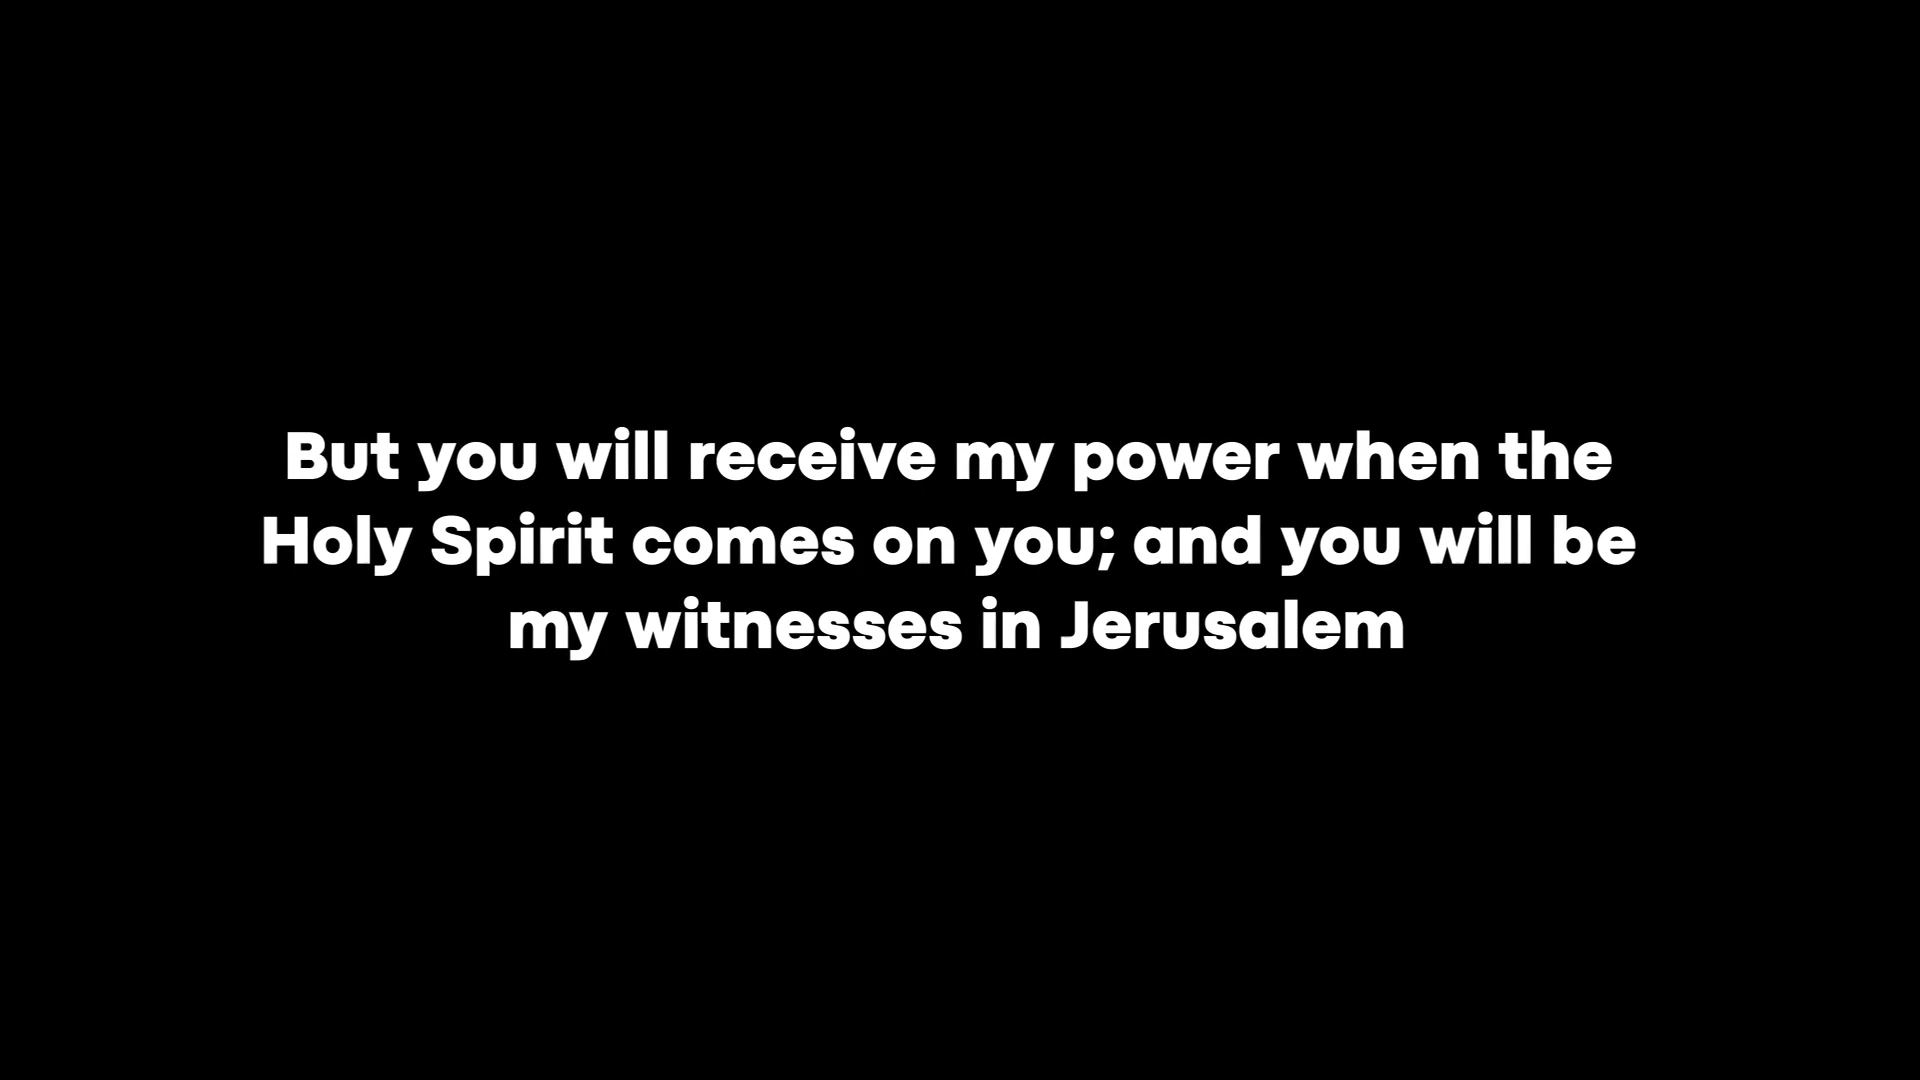 But you will receive my power when the
Holy Spirit comes on you; and you will be
my witnesses in Jerusalem